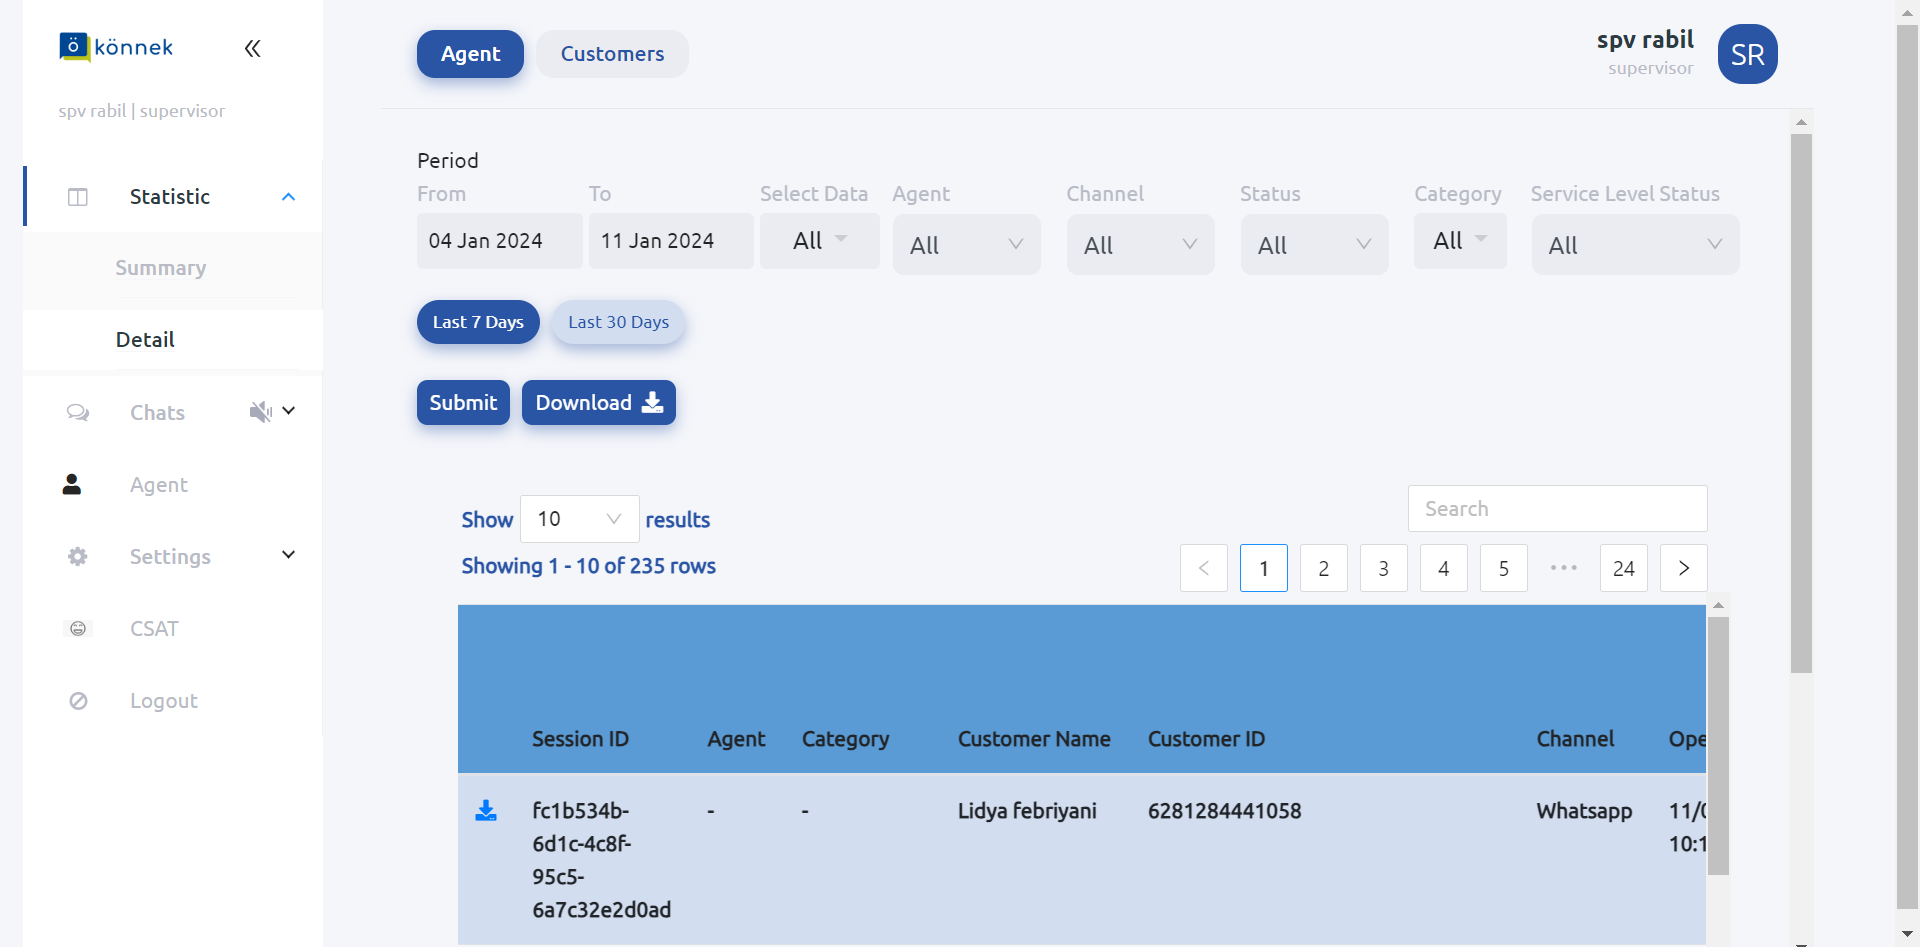 ö könnek
spv rabil | supervisor
Statistic
Summary
Detail
Chats
Agent
Settings
CSAT
Logout
Agent Customers
spv rabil
supervisor
SR
Period
From To Select Data Agent Channel Status Category Service Level Status
04 Jan 2024 11 Jan 2024 All All All All All All
Last 7 Days Last 30 Days
Submit Download
Show 10 results
Search
Showing 1 - 10 of 235 rows
< 1 2 3 4 5 ••• 24 >
Session ID Agent Category Customer Name Customer ID Channel Ope
fc1b534b- - - Lidya febriyani 6281284441058 Whatsapp 11/0
6d1c-4c8f- 10:1
95c5-
6a7c32e2d0ad